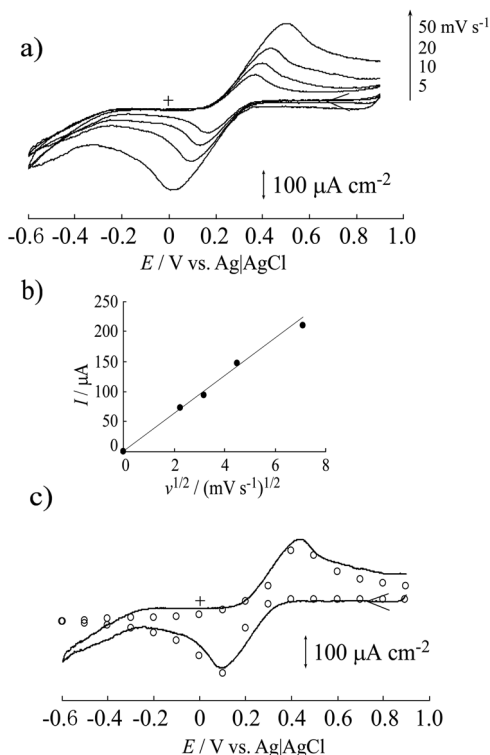 a)
50 mV s-1
20
10
5
100 μA cm-2
-0.6 -0.4 -0.2 0 0.2 0.4 0.6 0.8 1.0
E / V vs. Ag|AgCl
b)
250
200
150
100
50
0
I / μA
0 2 4 6 8
v1/2 / (mV s-1)1/2
c)
100 μA cm-2
-0.6 -0.4 -0.2 0 0.2 0.4 0.6 0.8 1.0
E / V vs. Ag|AgCl